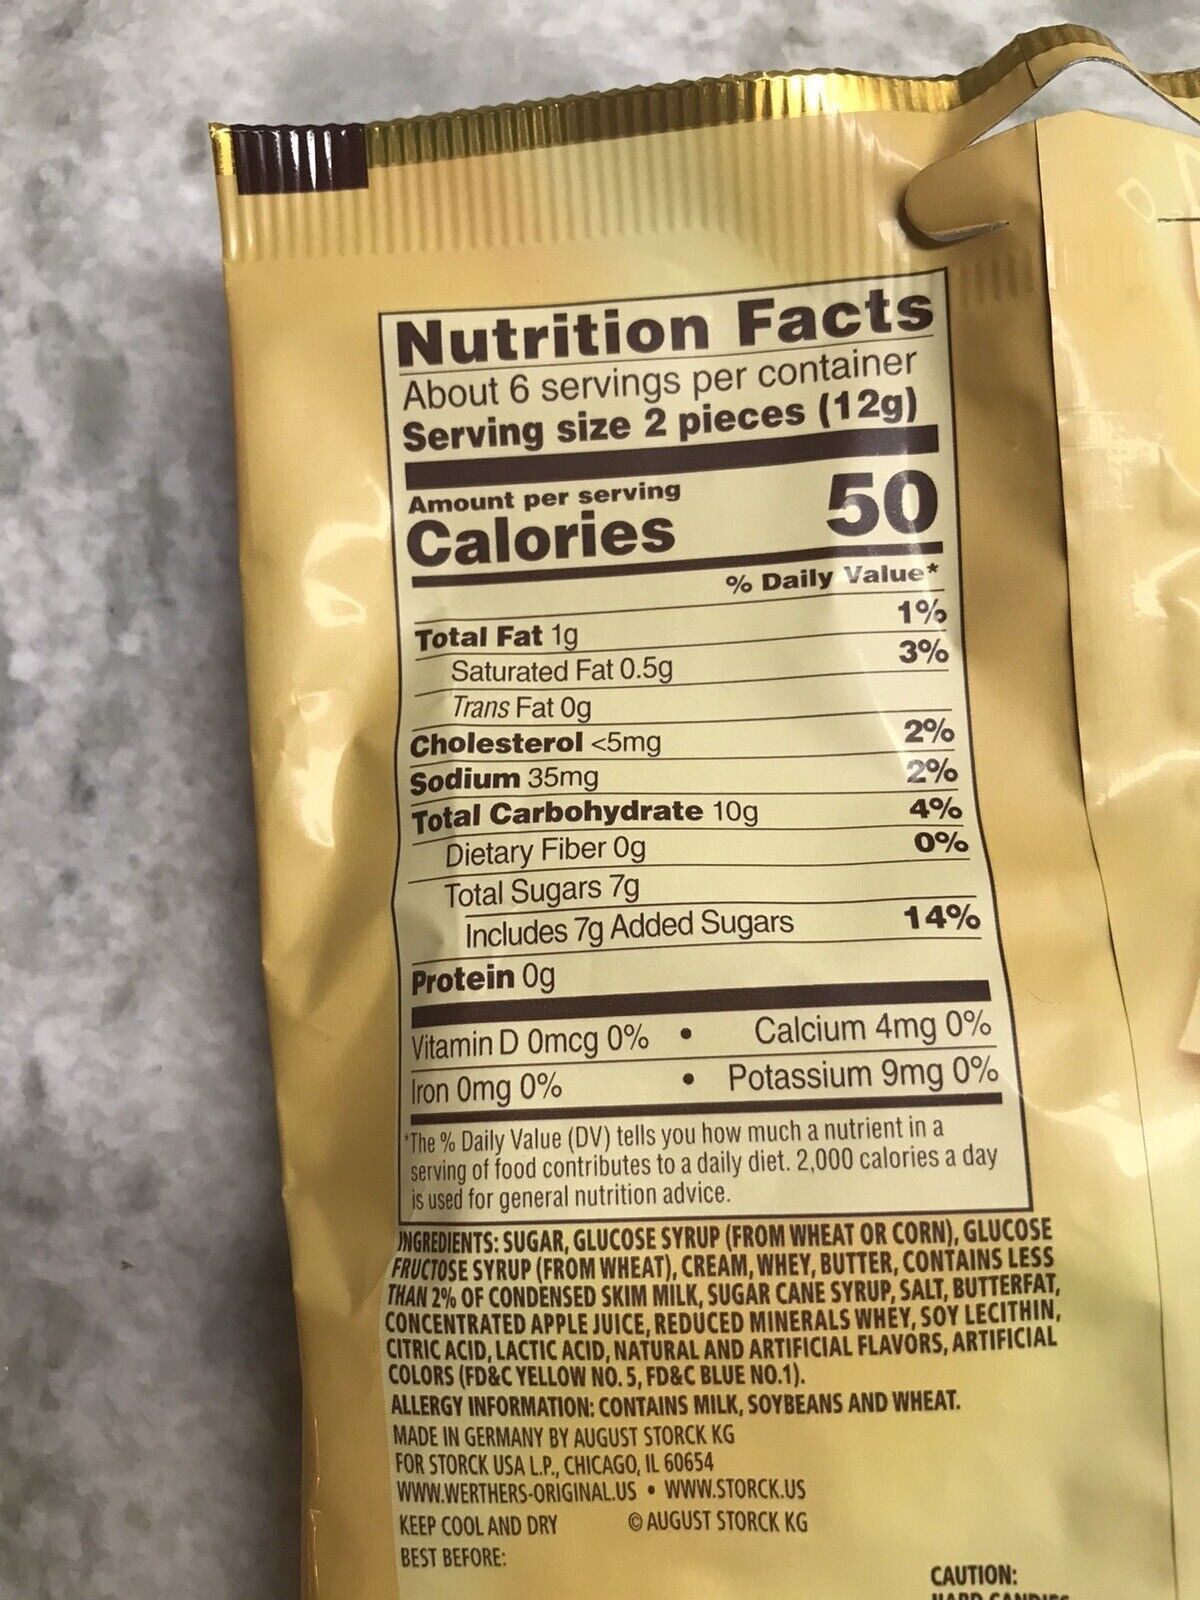 Nutrition Facts
About 6 servings per container
Serving size 2 pieces (12g)
Amount per serving
Calories 50
% Daily Value*
Total Fat 1g 1%
Saturated Fat 0.5g 3%
Trans Fat 0g
Cholesterol <5mg 2%
Sodium 35mg 2%
Total Carbohydrate 10g 4%
Dietary Fiber 0g 0%
Total Sugars 7g
Includes 7g Added Sugars 14%
Protein 0g
Vitamin D 0mcg 0% • Calcium 4mg 0%
Iron 0mg 0% • Potassium 9mg 0%
*The % Daily Value (DV) tells you how much a nutrient in a
serving of food contributes to a daily diet. 2,000 calories a day
is used for general nutrition advice.
INGREDIENTS: SUGAR, GLUCOSE SYRUP (FROM WHEAT OR CORN), GLUCOSE
FRUCTOSE SYRUP (FROM WHEAT), CREAM, WHEY, BUTTER, CONTAINS LESS
THAN 2% OF CONDENSED SKIM MILK, SUGAR CANE SYRUP, SALT, BUTTERFAT,
CONCENTRATED APPLE JUICE, REDUCED MINERALS WHEY, SOY LECITHIN,
CITRIC ACID, LACTIC ACID, NATURAL AND ARTIFICIAL FLAVORS, ARTIFICIAL
COLORS (FD&C YELLOW NO. 5, FD&C BLUE NO.1).
ALLERGY INFORMATION: CONTAINS MILK, SOYBEANS AND WHEAT.
MADE IN GERMANY BY AUGUST STORCK KG
FOR STORCK USA L.P., CHICAGO, IL 60654
WWW.WERTHERS-ORIGINAL.US • WWW.STORCK.US
KEEP COOL AND DRY © AUGUST STORCK KG
BEST BEFORE:
CAUTION:
HARD CANDIES